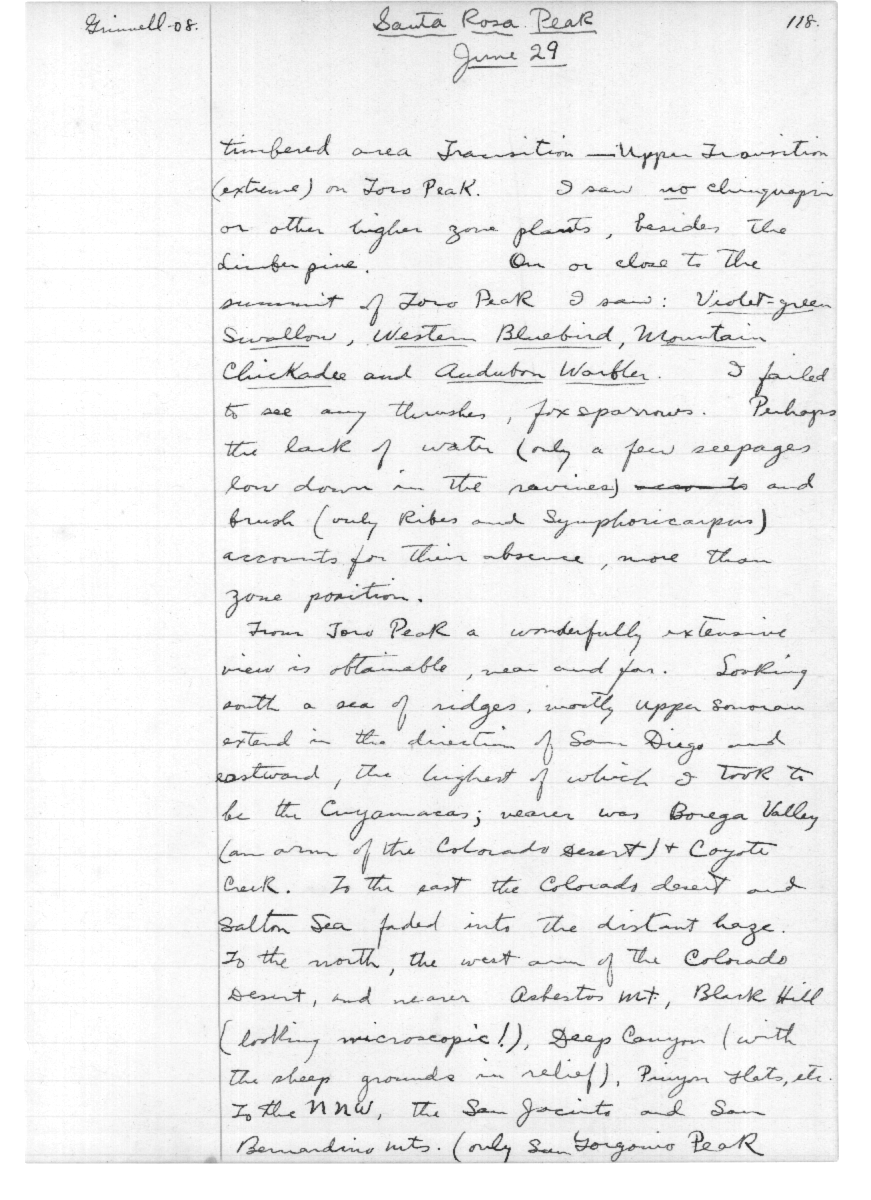 Grinnell-08.
Santa Rosa Peak
118.
June 29
timbered area Transition — Upper Transition
(extreme) on Toro Peak. I saw no chinquapin
or other higher zone plants, besides the
Limber pine. On or close to the
summit of Toro Peak I saw: Violet-green
Swallow, Western Bluebird, Mountain
Chickadee and Audubon Warbler. I failed
to see any thrushes, fox sparrows. Perhaps
the lack of water (only a few seepages
low down in the ravines) accounts and
brush (only Ribes and Symphoricarpus)
accounts for their absence, more than
zone position.
From Toro Peak a wonderfully extensive
view is obtainable, near and far. Looking
south a sea of ridges, mostly Upper Sonoran
extend in the direction of San Diego and
eastward, the highest of which I took to
be the Cuyamacas; nearer was Borega Valley
(an arm of the Colorado Desert) + Coyote
Creek. To the east the Colorado desert and
Salton Sea faded into the distant haze.
To the north, the west arm of the Colorado
Desert, and nearer Asbestos Mt., Black Hill
(looking microscopic!), Deep Canyon (with
the sheep grounds in relief), Pinyon Flats, etc.
To the NNW, the San Jacinto and San
Bernardino Mts. (only San Gorgonio Peak